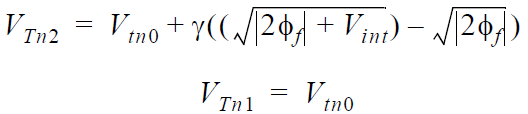 V_{Tn2} = V_{tn0} + γ((√(|2ϕ_f| + V_{int})) − √|2ϕ_f|)
V_{Tn1} = V_{tn0}